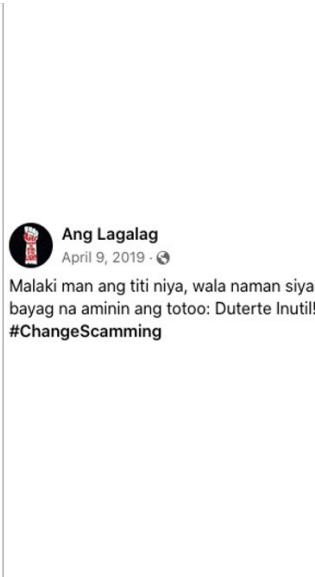 Ang Lagalag
April 9, 2019 ·
Malaki man ang titi niya, wala naman siya
bayag na aminin ang totoo: Duterte Inutil!
#ChangeScamming